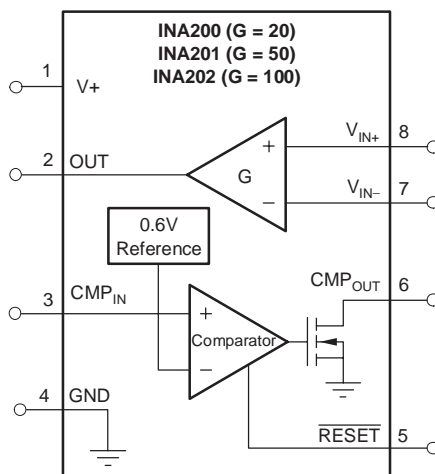 INA200 (G = 20)
INA201 (G = 50)
INA202 (G = 100)
1
V+
2
OUT
G
+
−
VIN+
8
VIN−
7
0.6V
Reference
3
CMPIN
+
Comparator
−
CMPOUT
6
4
GND
RESET
5